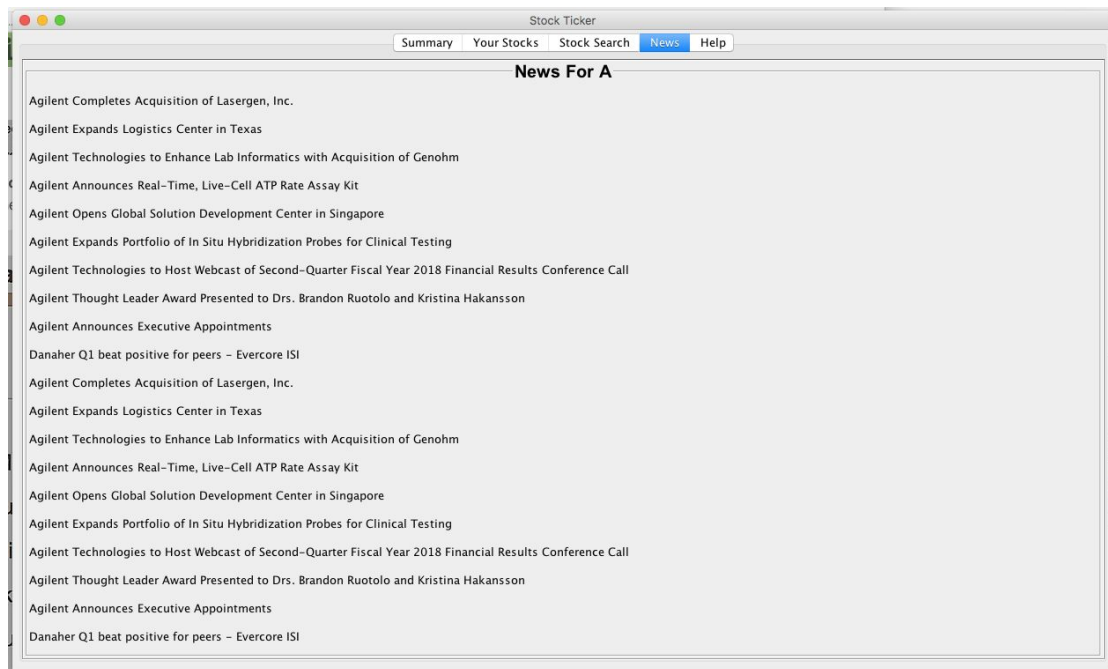 Stock Ticker
Summary Your Stocks Stock Search News Help
News For A
Agilent Completes Acquisition of Lasergen, Inc.
Agilent Expands Logistics Center in Texas
Agilent Technologies to Enhance Lab Informatics with Acquisition of Genohm
Agilent Announces Real-Time, Live-Cell ATP Rate Assay Kit
Agilent Opens Global Solution Development Center in Singapore
Agilent Expands Portfolio of In Situ Hybridization Probes for Clinical Testing
Agilent Technologies to Host Webcast of Second-Quarter Fiscal Year 2018 Financial Results Conference Call
Agilent Thought Leader Award Presented to Drs. Brandon Ruotolo and Kristina Hakansson
Agilent Announces Executive Appointments
Danaher Q1 beat positive for peers – Evercore ISI
Agilent Completes Acquisition of Lasergen, Inc.
Agilent Expands Logistics Center in Texas
Agilent Technologies to Enhance Lab Informatics with Acquisition of Genohm
Agilent Announces Real-Time, Live-Cell ATP Rate Assay Kit
Agilent Opens Global Solution Development Center in Singapore
Agilent Expands Portfolio of In Situ Hybridization Probes for Clinical Testing
Agilent Technologies to Host Webcast of Second-Quarter Fiscal Year 2018 Financial Results Conference Call
Agilent Thought Leader Award Presented to Drs. Brandon Ruotolo and Kristina Hakansson
Agilent Announces Executive Appointments
Danaher Q1 beat positive for peers – Evercore ISI